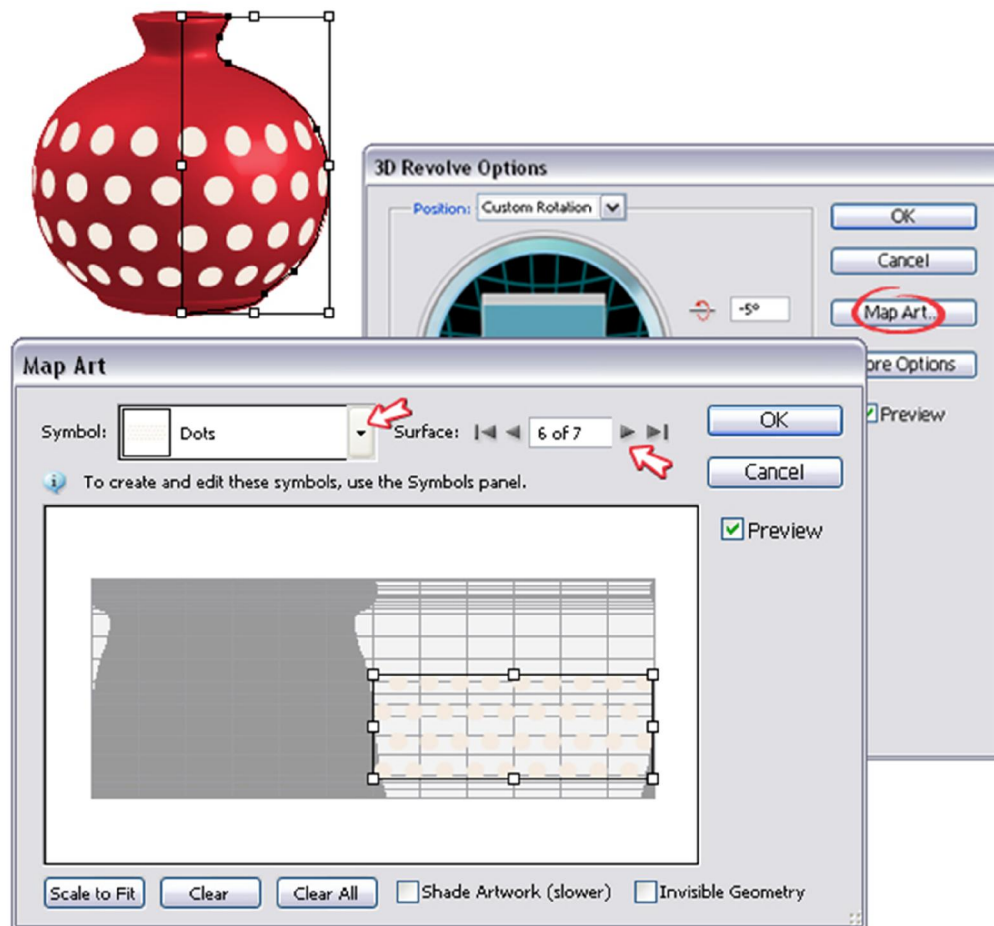 3D Revolve Options
Position: Custom Rotation
OK
Cancel
-5°
Map Art...
ore Options
Preview
Map Art
Symbol: Dots
Surface: 6 of 7
OK
Cancel
To create and edit these symbols, use the Symbols panel.
Preview
Scale to Fit
Clear
Clear All
Shade Artwork (slower)
Invisible Geometry